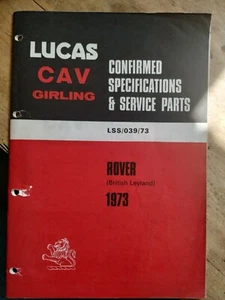 LUCAS
CAV
GIRLING
CONFIRMED
SPECIFICATIONS
& SERVICE PARTS
LSS/039/73
ROVER
(British Leyland)
1973